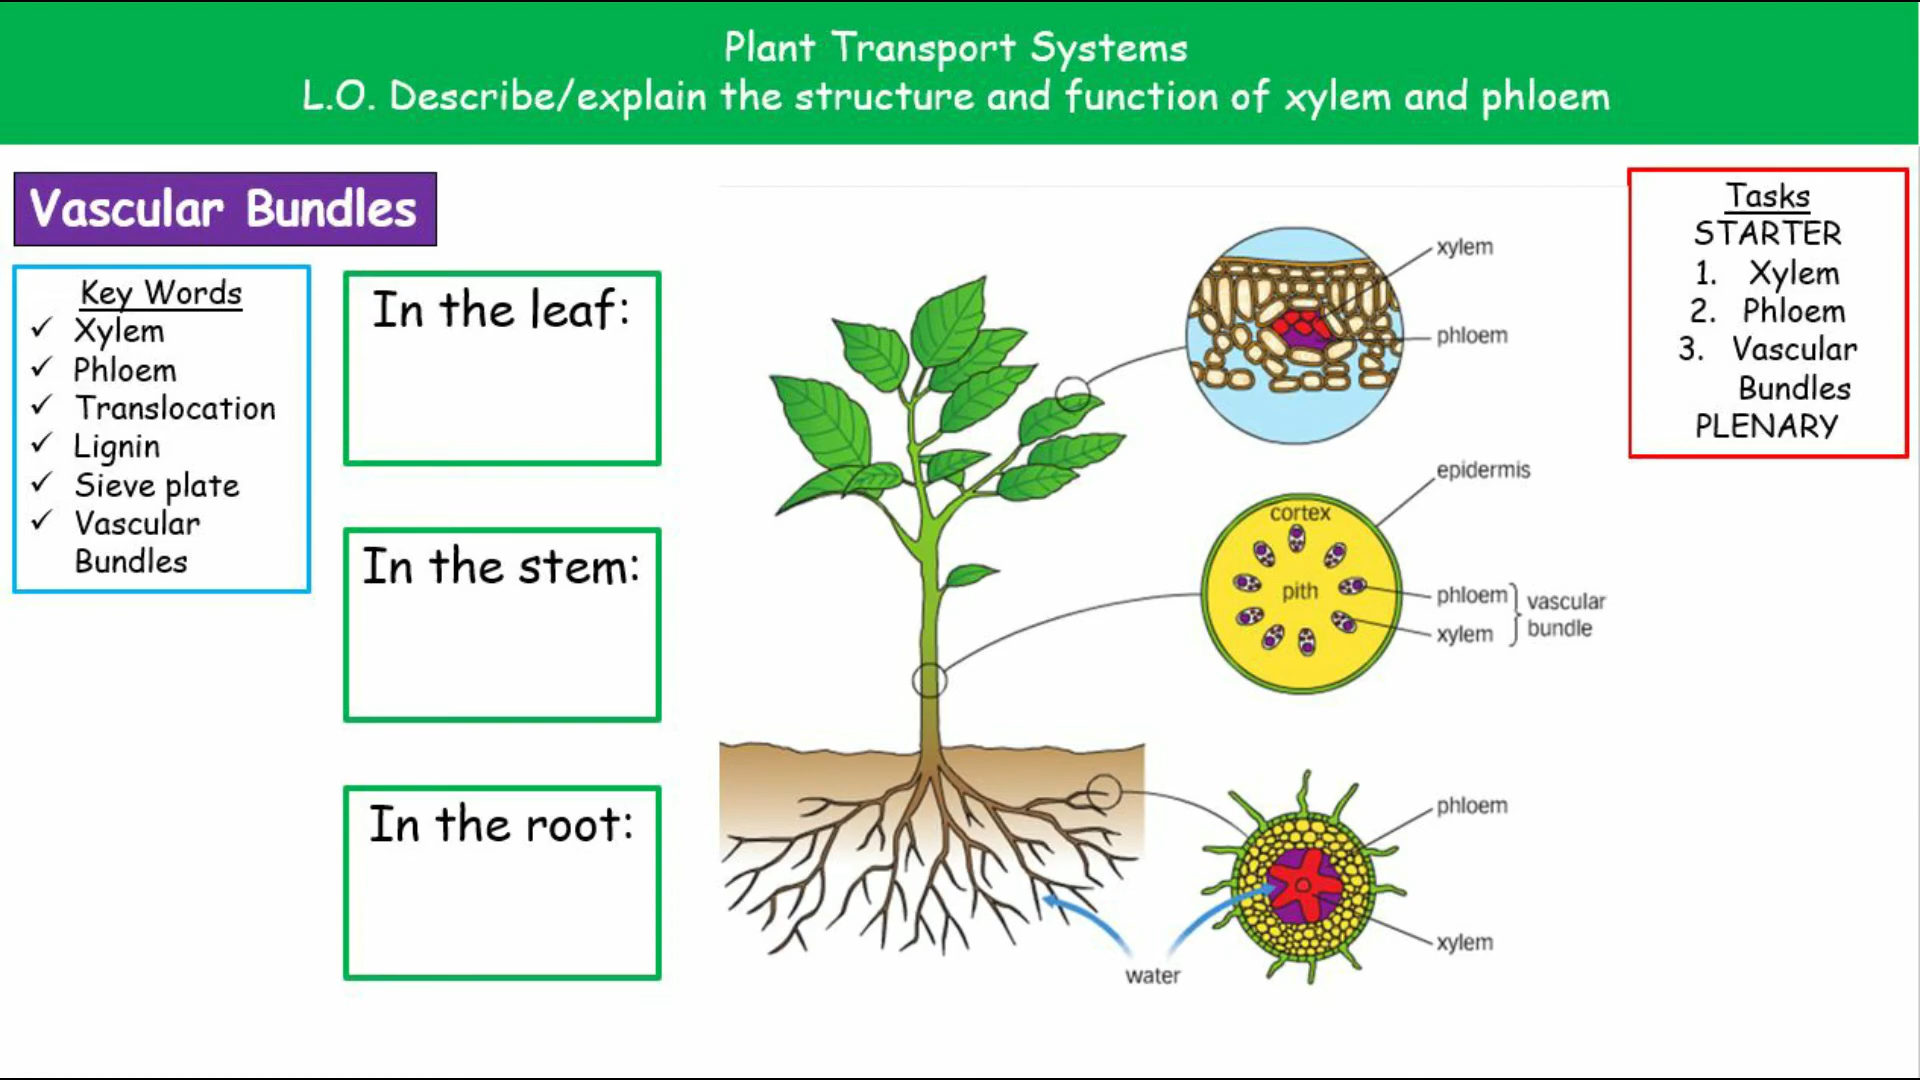 Plant Transport Systems
L.O. Describe/explain the structure and function of xylem and phloem
Vascular Bundles
Key Words
✓ Xylem
✓ Phloem
✓ Translocation
✓ Lignin
✓ Sieve plate
✓ Vascular
Bundles
In the leaf:
In the stem:
In the root:
xylem
phloem
epidermis
cortex
pith
phloem
xylem
vascular
bundle
phloem
xylem
water
Tasks
STARTER
1. Xylem
2. Phloem
3. Vascular
Bundles
PLENARY